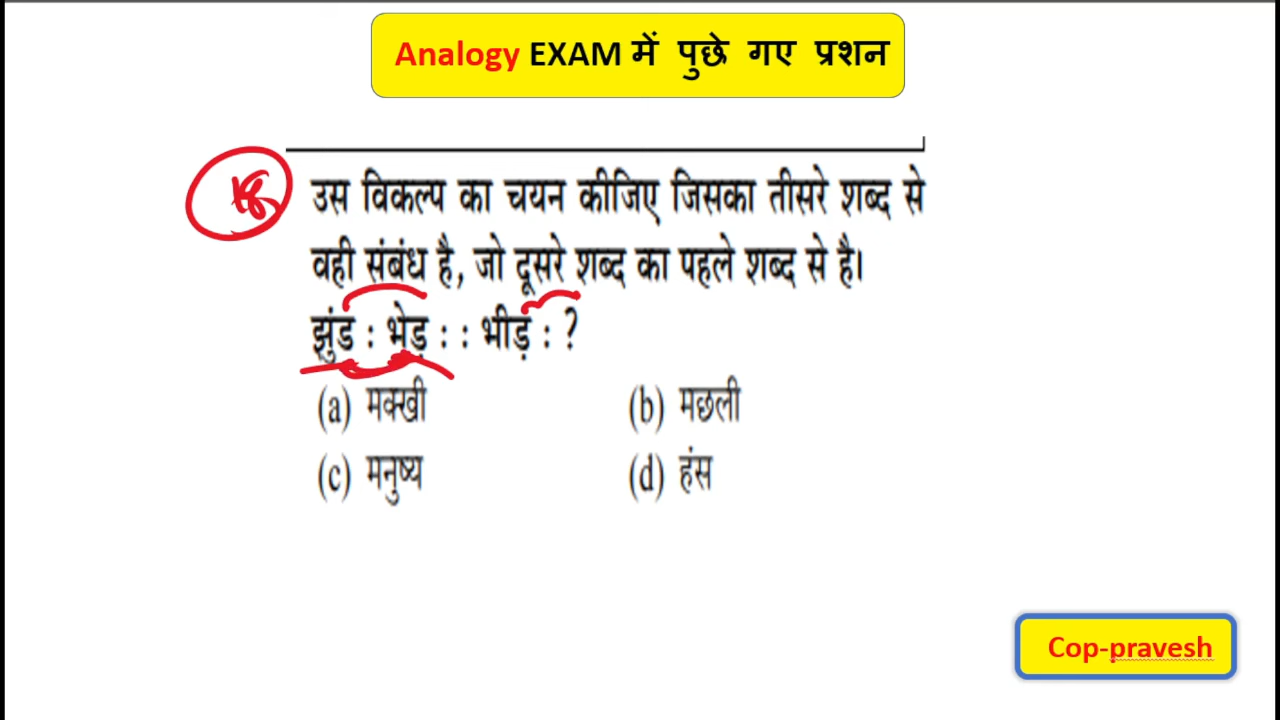 Analogy EXAM में पुछे गए प्रशन
उस विकल्प का चयन कीजिए जिसका तीसरे शब्द से
वही संबंध है, जो दूसरे शब्द का पहले शब्द से है।
झुंड : भेड़ : : भीड़ : ?
(a) मक्खी (b) मछली
(c) मनुष्य (d) हंस
Cop-pravesh